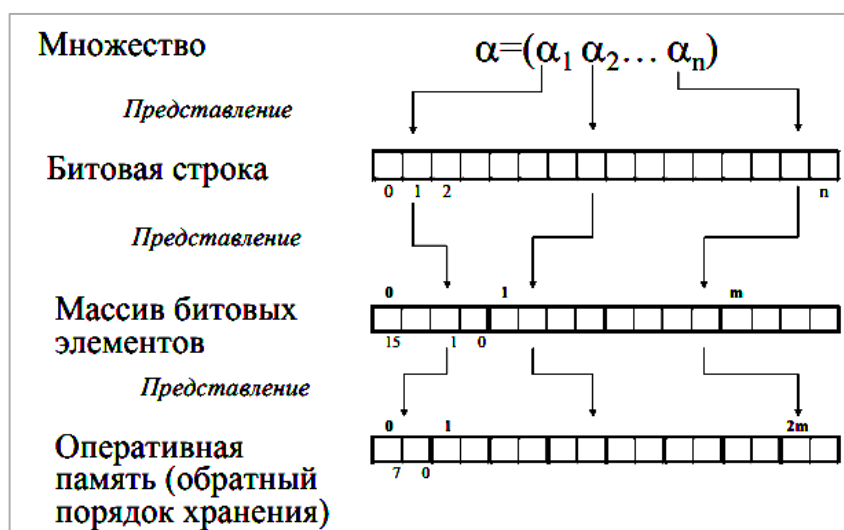 Множество α=(α1 α2… αn)
Представление
Битовая строка
0 1 2 n
Представление
0 1 m
Массив битовых
элементов
15 1 0
Представление
0 1 2m
Оперативная
память (обратный
порядок хранения)
7 0